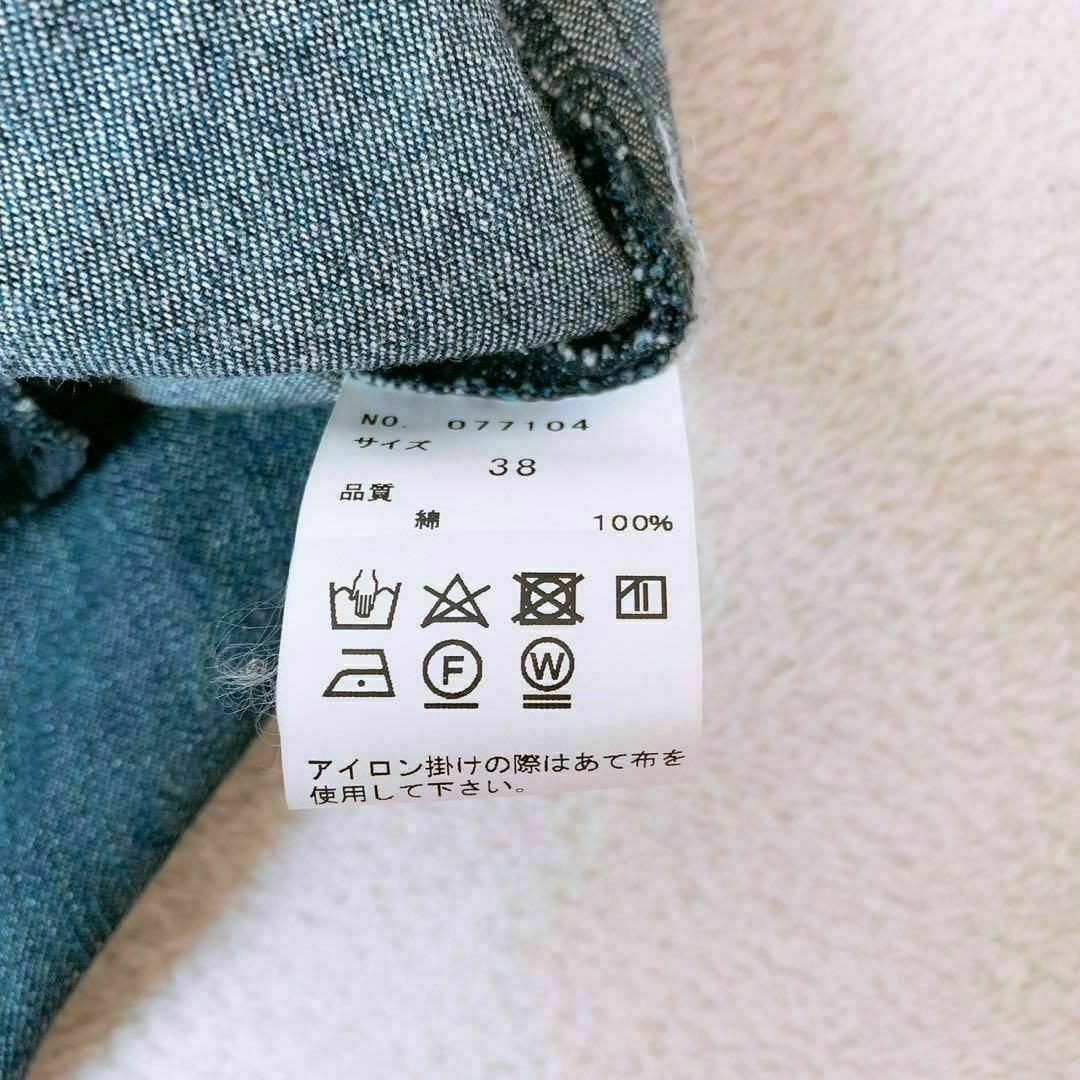 NO. 077104
サイズ
38
品質
綿 100%
F W
アイロン掛けの際はあて布を
使用して下さい。